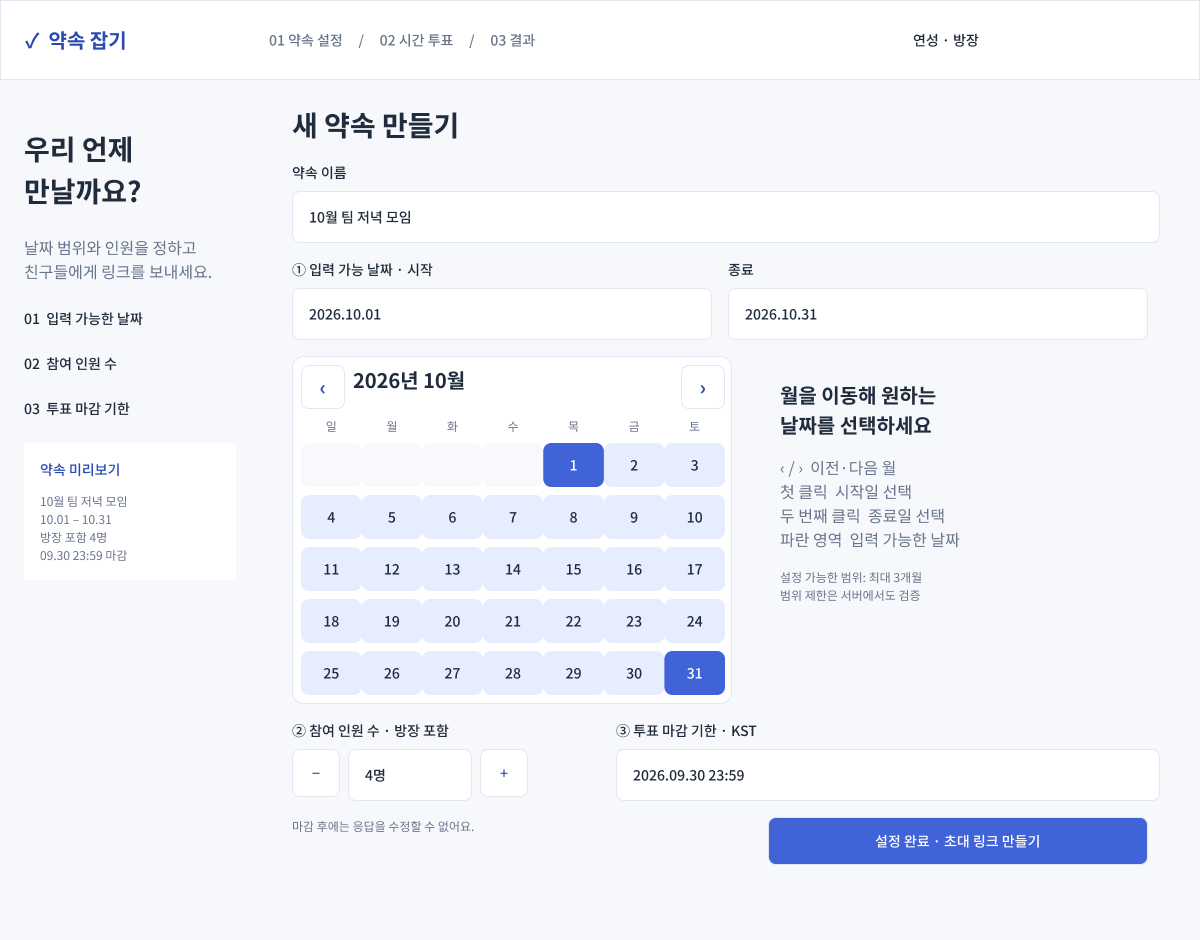 ✓ 약속 잡기
01 약속 설정 / 02 시간 투표 / 03 결과
연성 · 방장
우리 언제
만날까요?
날짜 범위와 인원을 정하고
친구들에게 링크를 보내세요.
01 입력 가능한 날짜
02 참여 인원 수
03 투표 마감 기한
약속 미리보기
10월 팀 저녁 모임
10.01 – 10.31
방장 포함 4명
09.30 23:59 마감
새 약속 만들기
약속 이름
10월 팀 저녁 모임
① 입력 가능 날짜 · 시작
종료
2026.10.01
2026.10.31
‹ 2026년 10월 ›
일 월 화 수 목 금 토
1 2 3
4 5 6 7 8 9 10
11 12 13 14 15 16 17
18 19 20 21 22 23 24
25 26 27 28 29 30 31
월을 이동해 원하는
날짜를 선택하세요
‹ / › 이전·다음 월
첫 클릭 시작일 선택
두 번째 클릭 종료일 선택
파란 영역 입력 가능한 날짜
설정 가능한 범위: 최대 3개월
범위 제한은 서버에서도 검증
② 참여 인원 수 · 방장 포함
− 4명 +
③ 투표 마감 기한 · KST
2026.09.30 23:59
마감 후에는 응답을 수정할 수 없어요.
설정 완료 · 초대 링크 만들기